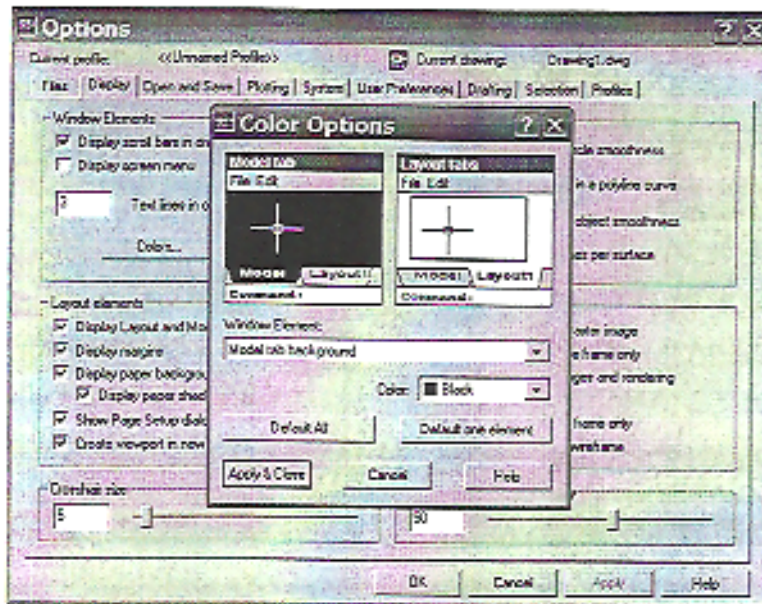 Options
Current profile: <<Unnamed Profile>> Current drawing: Drawing1.dwg
Files Display Open and Save Plotting System User Preferences Drafting Selection Profiles
Window Elements
Display scroll bars in
Display screen menu
Text lines in
Colors...
smoothness
in a polyline curve
object smoothness
per surface
Layout elements
Display Layout and
Display margins
Display paper
Display paper
Show Page Setup
Create viewport in new
image
frame only
and rendering
frame only
Crosshair size
5
50
Color Options
Model tab
File Edit
Model Layout1
Command:
Layout tabs
File Edit
Model Layout1
Command:
Window Element:
Model tab background
Color: Black
Default All Default one element
Apply & Close Cancel Help
OK Cancel Apply Help